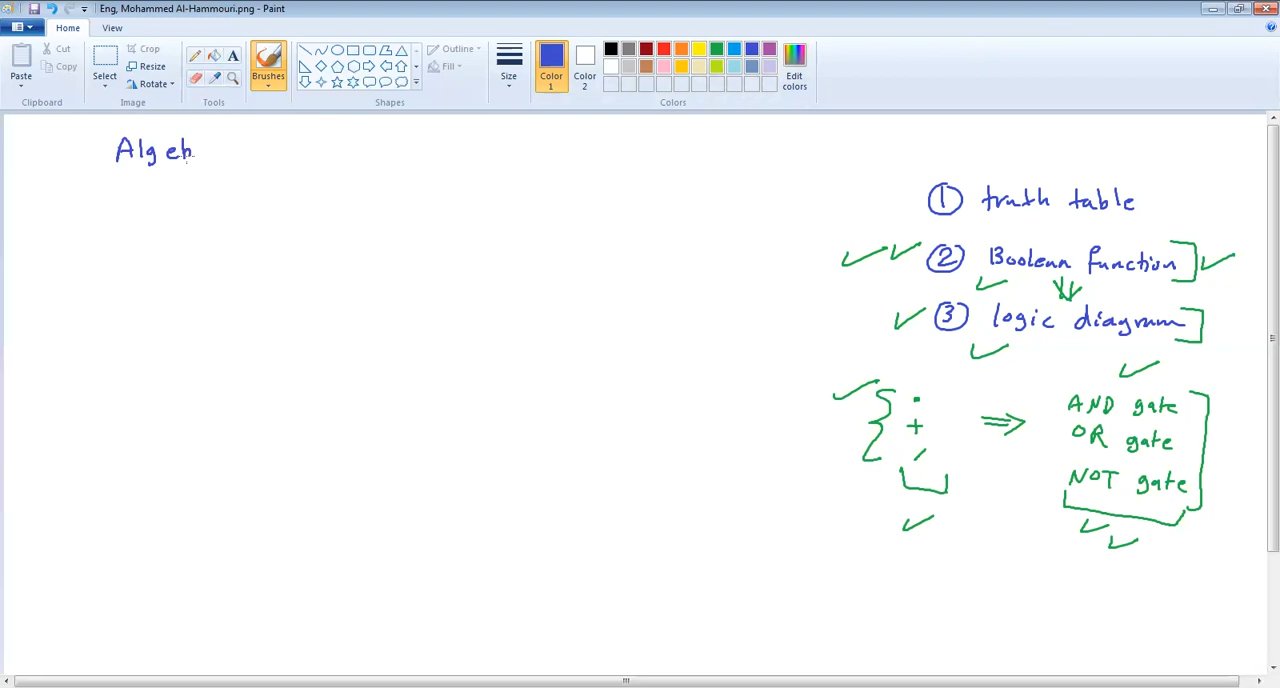 Eng, Mohammed Al-Hammouri.png - Paint
Home View
Paste
Cut
Copy
Clipboard
Select
Crop
Resize
Rotate
Image
A
Tools
Brushes
Outline
Fill
Shapes
Size
Color 1
Color 2
Edit colors
Colors
Algeb
① truth table
② Boolean function
③ logic diagram
.
+
′
⇒
AND gate
OR gate
NOT gate